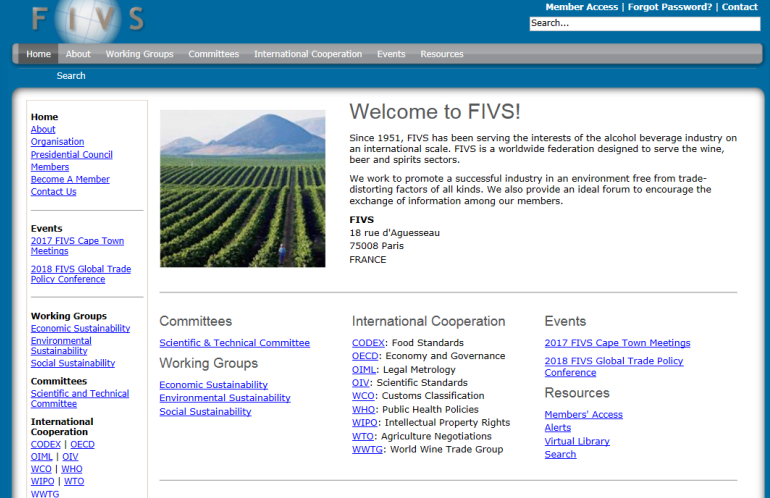 FIVS
Member Access | Forgot Password? | Contact
Search...
Home About Working Groups Committees International Cooperation Events Resources
Search
Home
About
Organisation
Presidential Council
Members
Become A Member
Contact Us
Events
2017 FIVS Cape Town
Meetings
2018 FIVS Global Trade
Policy Conference
Working Groups
Economic Sustainability
Environmental
Sustainability
Social Sustainability
Committees
Scientific and Technical
Committee
International
Cooperation
CODEX | OECD
OIML | OIV
WCO | WHO
WIPO | WTO
WWTG
Welcome to FIVS!
Since 1951, FIVS has been serving the interests of the alcohol beverage industry on
an international scale. FIVS is a worldwide federation designed to serve the wine,
beer and spirits sectors.
We work to promote a successful industry in an environment free from trade-
distorting factors of all kinds. We also provide an ideal forum to encourage the
exchange of information among our members.
FIVS
18 rue d'Aguesseau
75008 Paris
FRANCE
Committees
Scientific & Technical Committee
Working Groups
Economic Sustainability
Environmental Sustainability
Social Sustainability
International Cooperation
CODEX: Food Standards
OECD: Economy and Governance
OIML: Legal Metrology
OIV: Scientific Standards
WCO: Customs Classification
WHO: Public Health Policies
WIPO: Intellectual Property Rights
WTO: Agriculture Negotiations
WWTG: World Wine Trade Group
Events
2017 FIVS Cape Town Meetings
2018 FIVS Global Trade Policy
Conference
Resources
Members' Access
Alerts
Virtual Library
Search